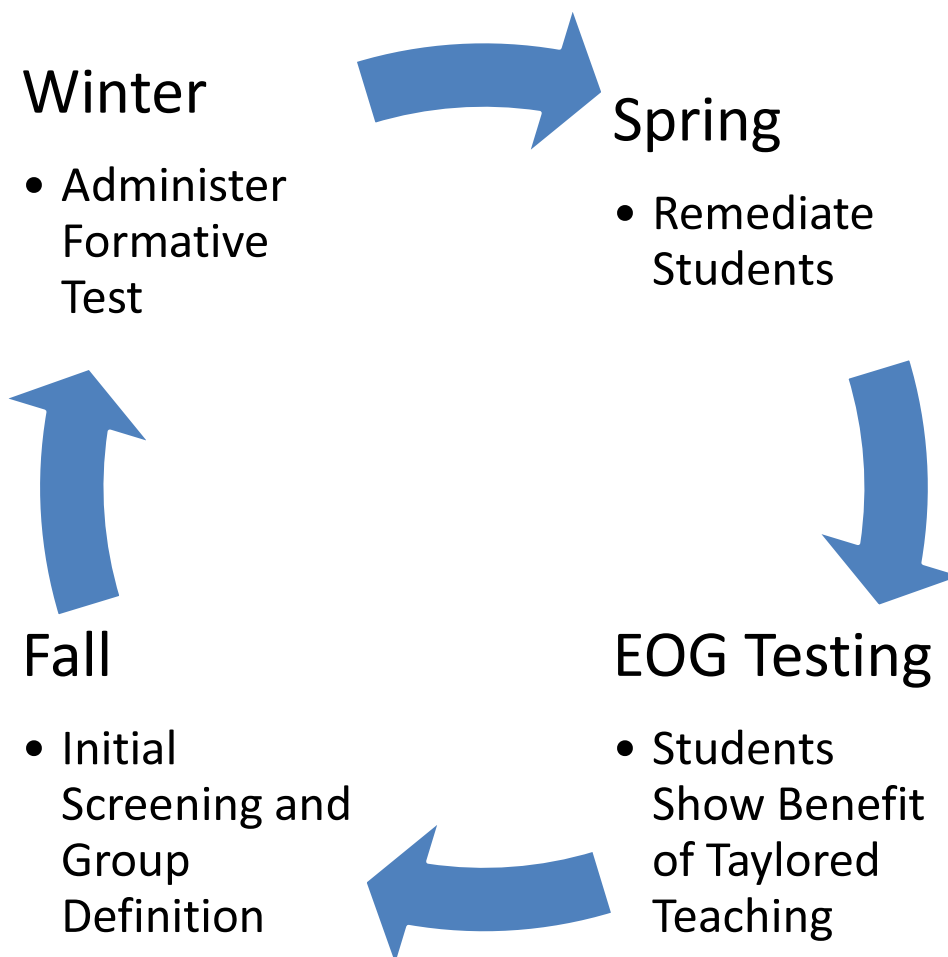 Winter
• Administer
Formative
Test
Spring
• Remediate
Students
EOG Testing
• Students
Show Benefit
of Taylored
Teaching
Fall
• Initial
Screening and
Group
Definition